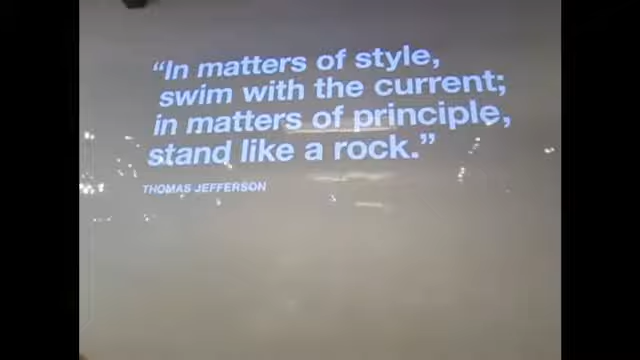 “In matters of style,
swim with the current;
in matters of principle,
stand like a rock.”
THOMAS JEFFERSON